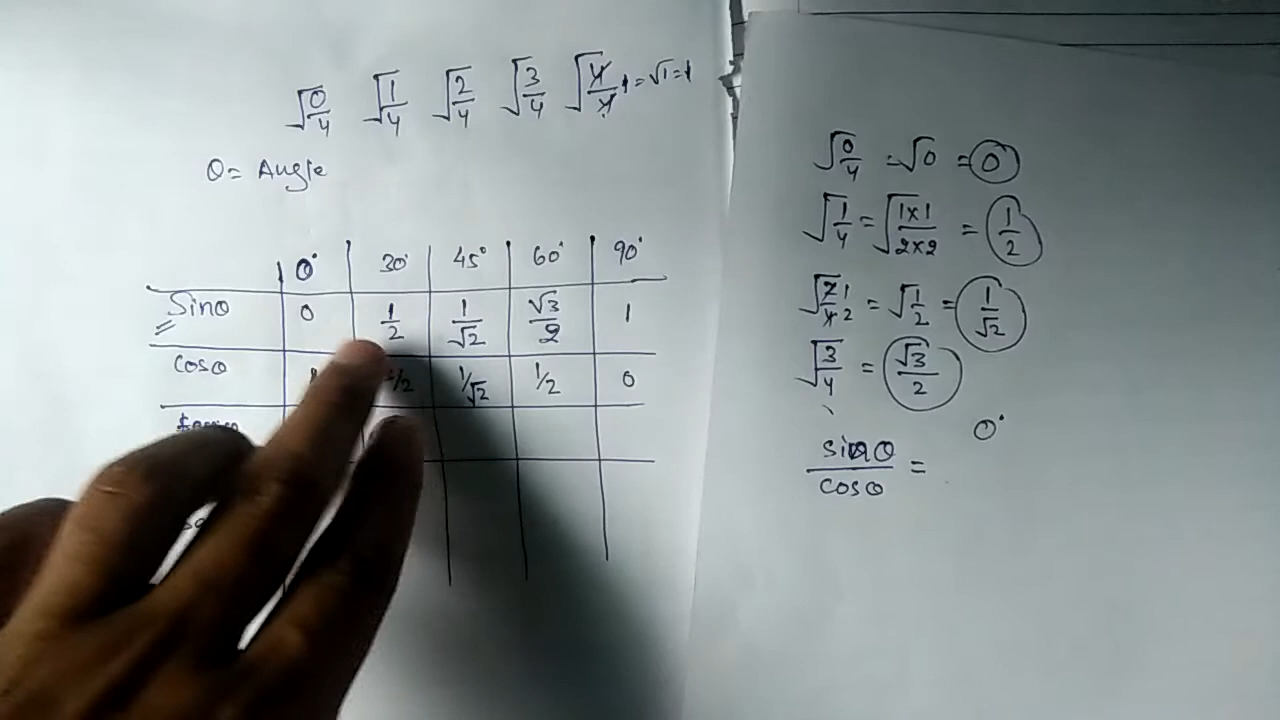 √0/4 √1/4 √2/4 √3/4 √4/4 1 = √1 = 1
θ = Angle
0° 30° 45° 60° 90°
Sinθ 0 1/2 1/√2 √3/2 1
cosθ 1/√2 1/2 0
√0/4 = √0 = 0
√1/4 = √1×1/2×2 = 1/2
√2/4 1 2 = √1/2 = 1/√2
√3/4 = √3/2
0°
sinθ/cosθ =